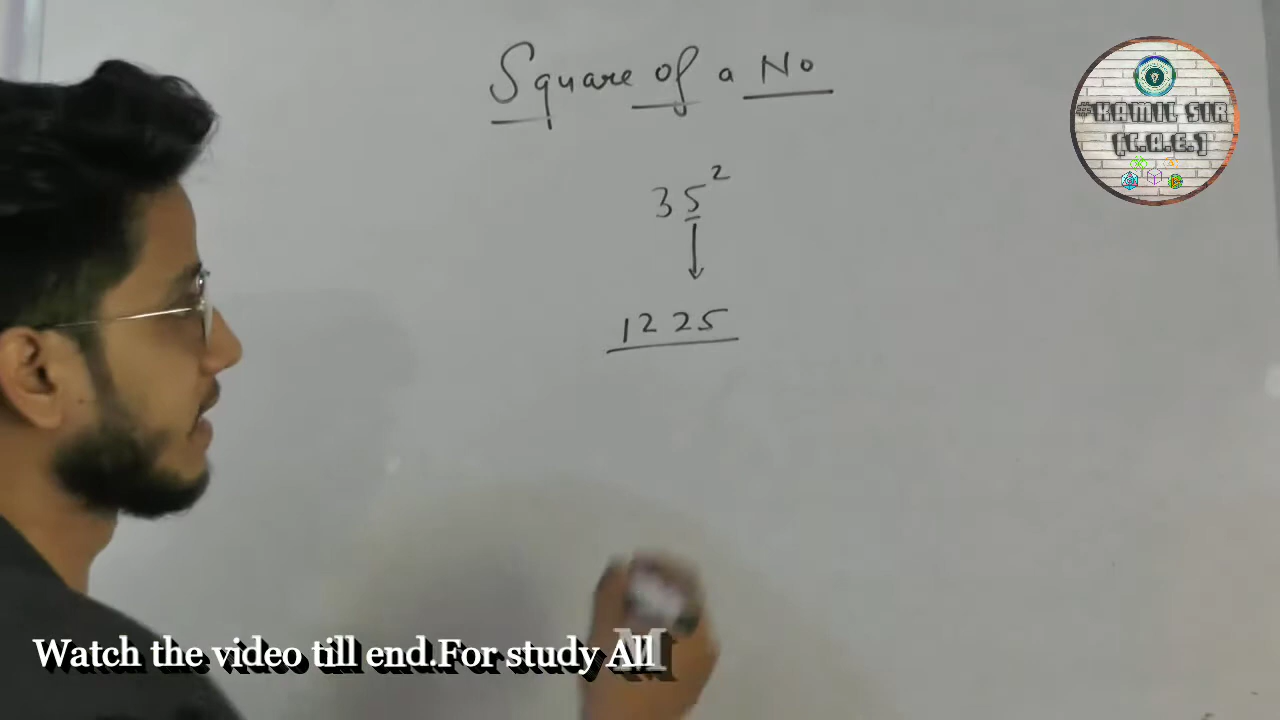 Square of a No
35²
1225
#KAMIL SIR
[C.A.E.]
Watch the video till end.For study All M